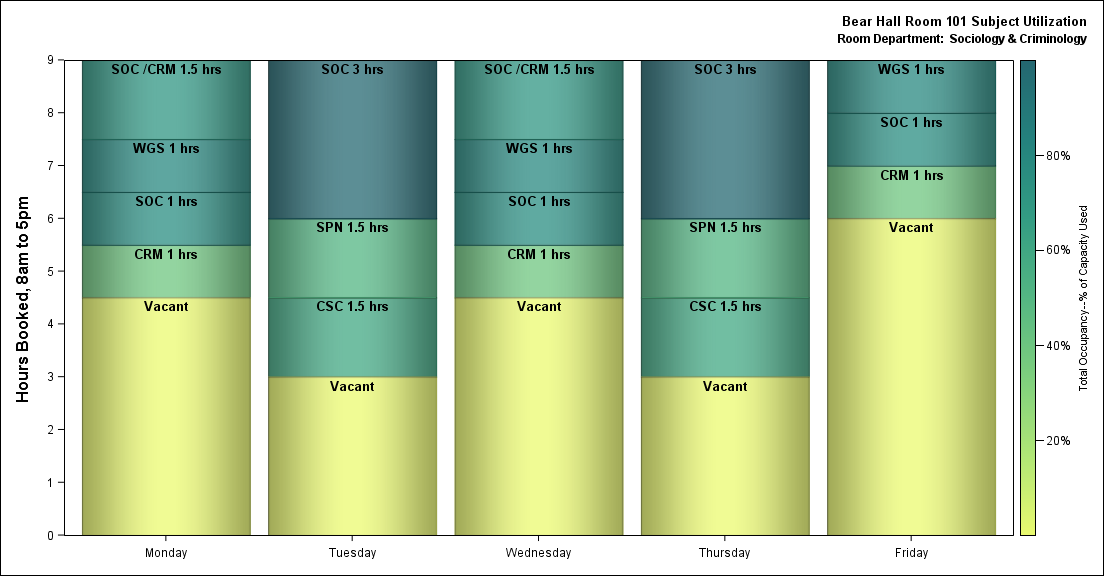 Bear Hall Room 101 Subject Utilization
Room Department: Sociology & Criminology
Hours Booked, 8am to 5pm
9
8
7
6
5
4
3
2
1
0
SOC /CRM 1.5 hrs
WGS 1 hrs
SOC 1 hrs
CRM 1 hrs
Vacant
SOC 3 hrs
SPN 1.5 hrs
CSC 1.5 hrs
Vacant
SOC /CRM 1.5 hrs
WGS 1 hrs
SOC 1 hrs
CRM 1 hrs
Vacant
SOC 3 hrs
SPN 1.5 hrs
CSC 1.5 hrs
Vacant
WGS 1 hrs
SOC 1 hrs
CRM 1 hrs
Vacant
Monday
Tuesday
Wednesday
Thursday
Friday
80%
60%
40%
20%
Total Occupancy--% of Capacity Used